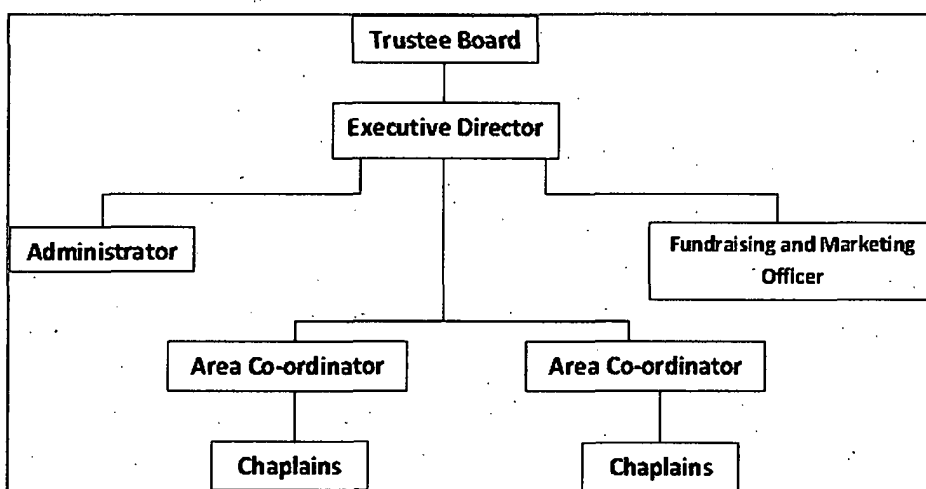 Trustee Board
Executive Director
Administrator
Fundraising and Marketing
Officer
Area Co-ordinator
Area Co-ordinator
Chaplains
Chaplains